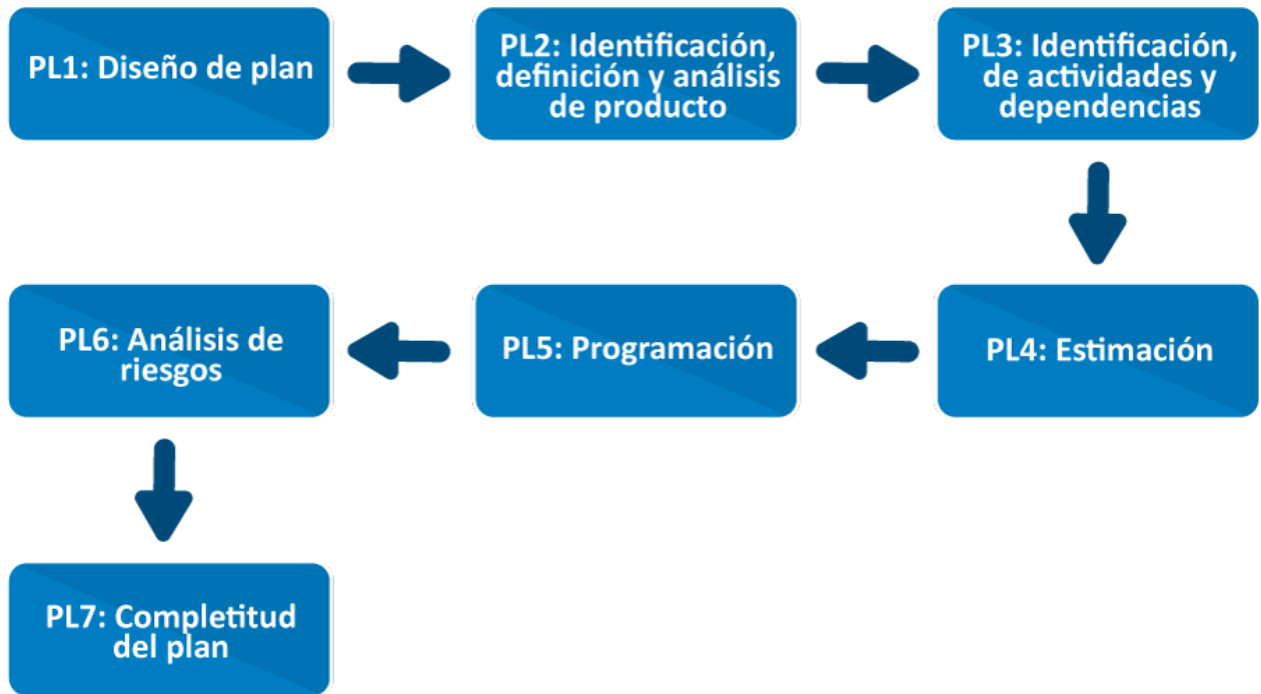 PL1: Diseño de plan
PL2: Identificación,
definición y análisis
de producto
PL3: Identificación,
de actividades y
dependencias
PL4: Estimación
PL5: Programación
PL6: Análisis de
riesgos
PL7: Completitud
del plan